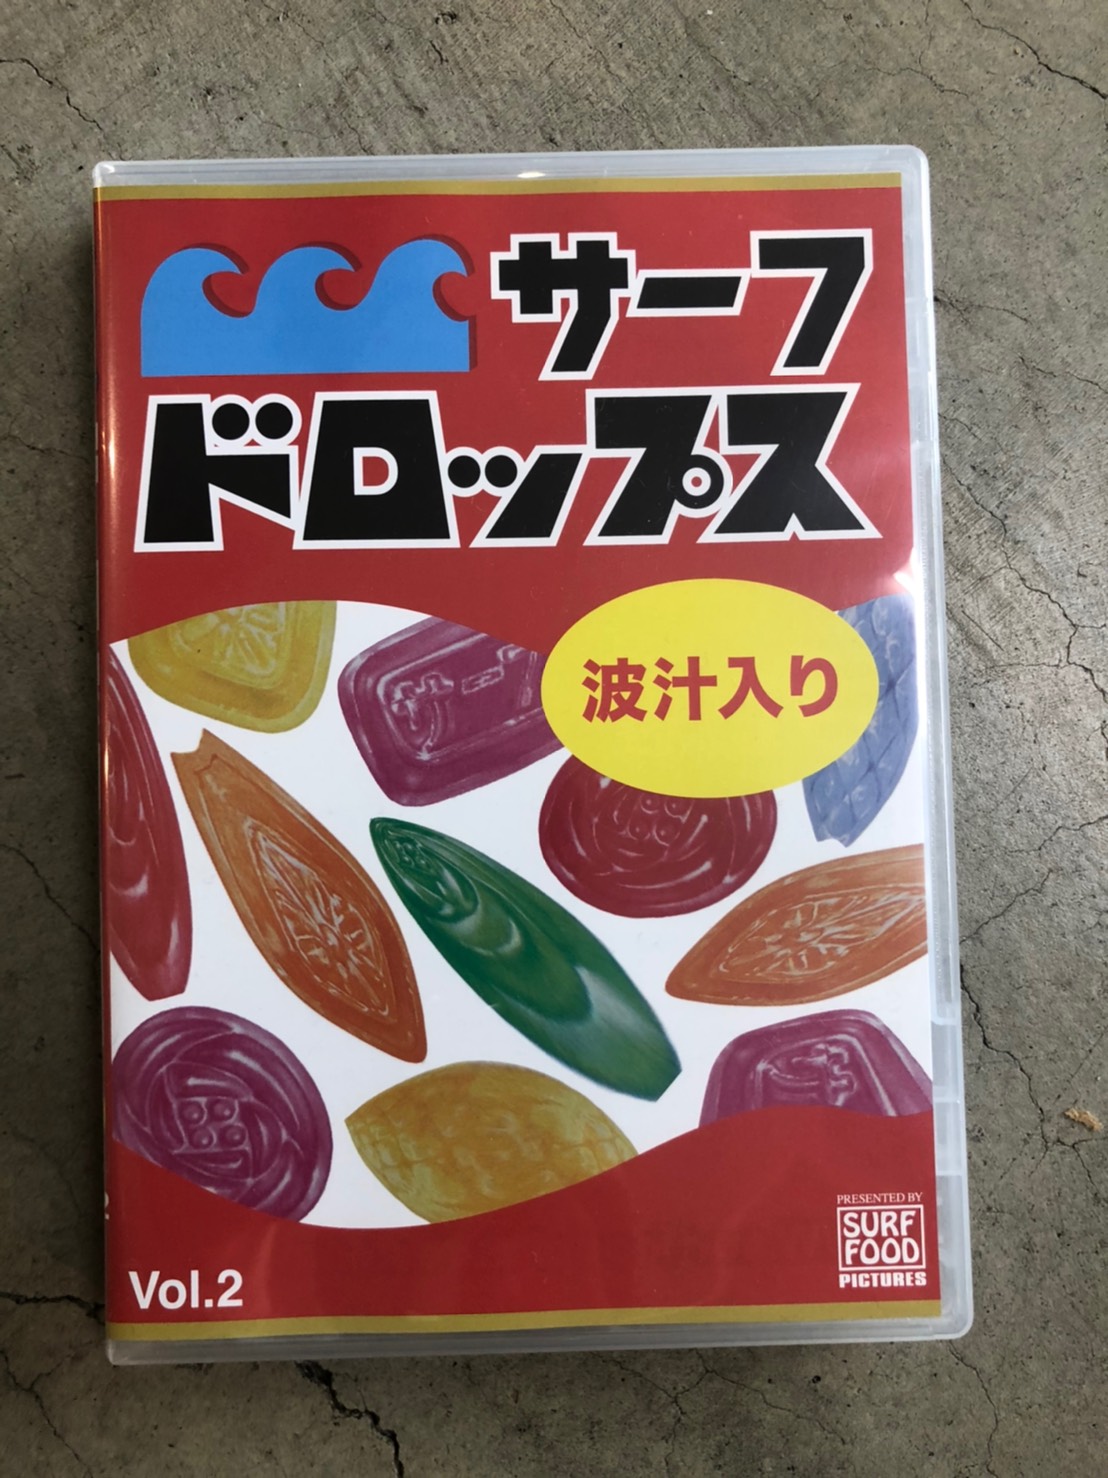 サーフ
ドロップス
波汁入り
PRESENTED BY
SURF
FOOD
PICTURES
Vol.2